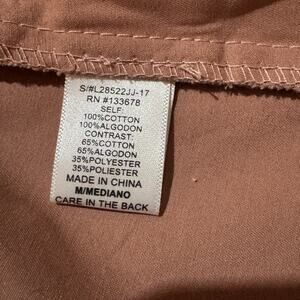 S/#L28522JJ-17
RN #133678
SELF:
100%COTTON
100%ALGODON
CONTRAST:
65%COTTON
65%ALGODON
35%POLYESTER
35%POLIESTER
MADE IN CHINA
M/MEDIANO
CARE IN THE BACK